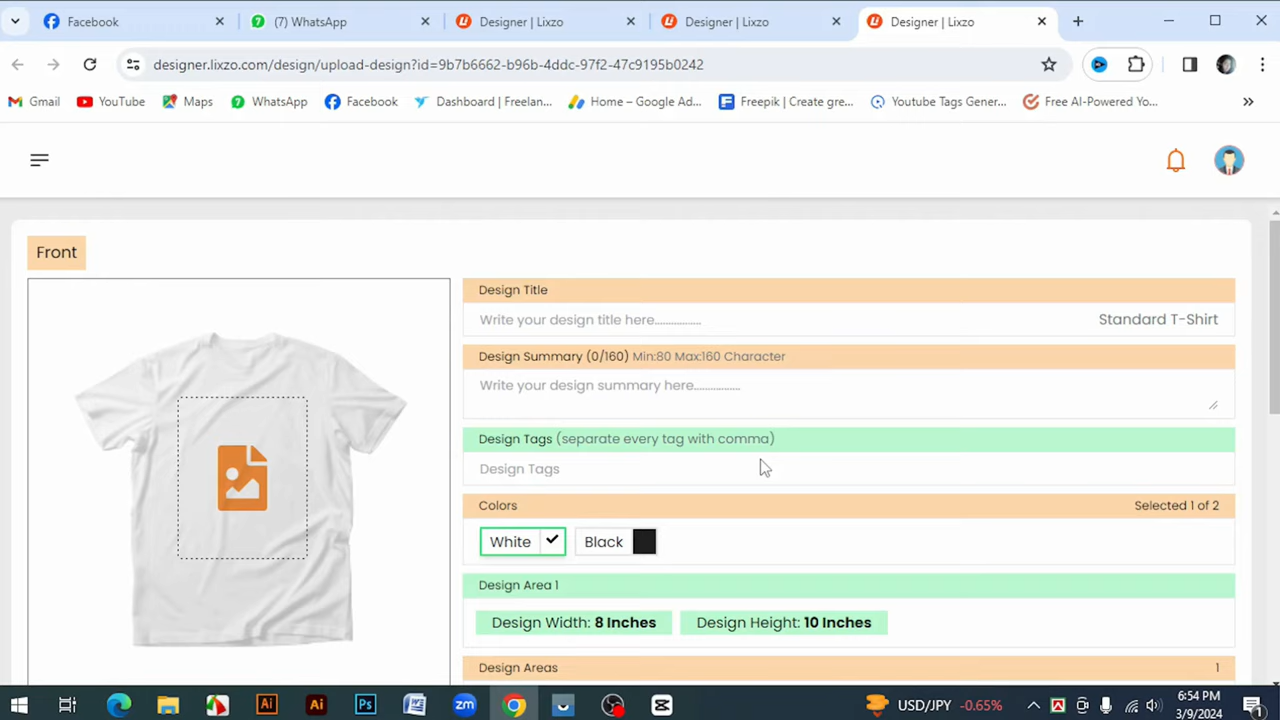 Facebook
(7) WhatsApp
Designer | Lixzo
Designer | Lixzo
Designer | Lixzo
designer.lixzo.com/design/upload-design?id=9b7b6662-b96b-4ddc-97f2-47c9195b0242
Gmail
YouTube
Maps
WhatsApp
Facebook
Dashboard | Freelan...
Home – Google Ad...
Freepik | Create gre...
Youtube Tags Gener...
Free AI-Powered Yo...
Front
Design Title
Write your design title here................. Standard T-Shirt
Design Summary (0/160) Min:80 Max:160 Character
Write your design summary here.................
Design Tags (separate every tag with comma)
Design Tags
Colors Selected 1 of 2
White Black
Design Area 1
Design Width: 8 Inches Design Height: 10 Inches
Design Areas 1
Ai
Ai
Ps
zm
USD/JPY -0.65%
6:54 PM
3/9/2024
1